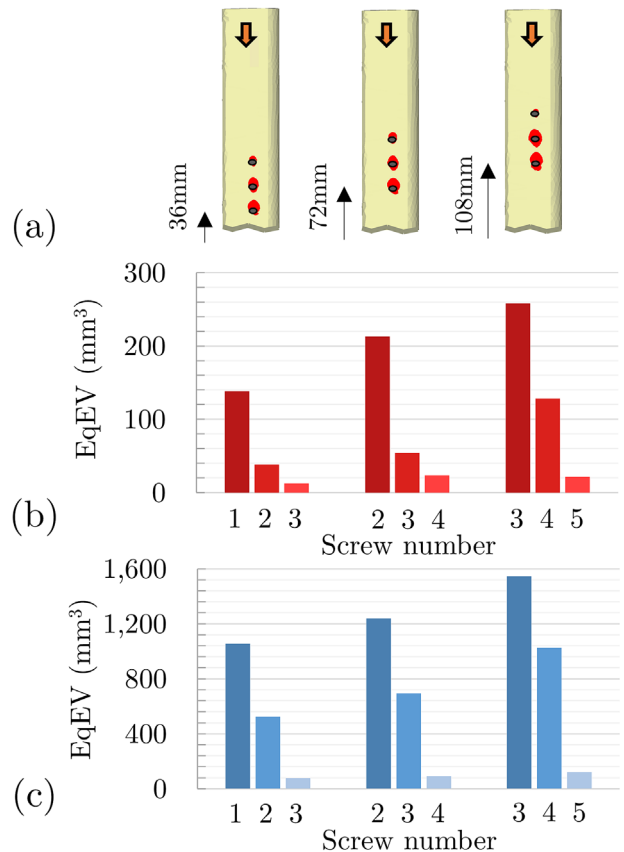 36mm
72mm
108mm
(a)
300
200
100
0
EqEV (mm³)
1 2 3 2 3 4 3 4 5
Screw number
(b)
1,600
1,200
800
400
0
EqEV (mm³)
1 2 3 2 3 4 3 4 5
Screw number
(c)